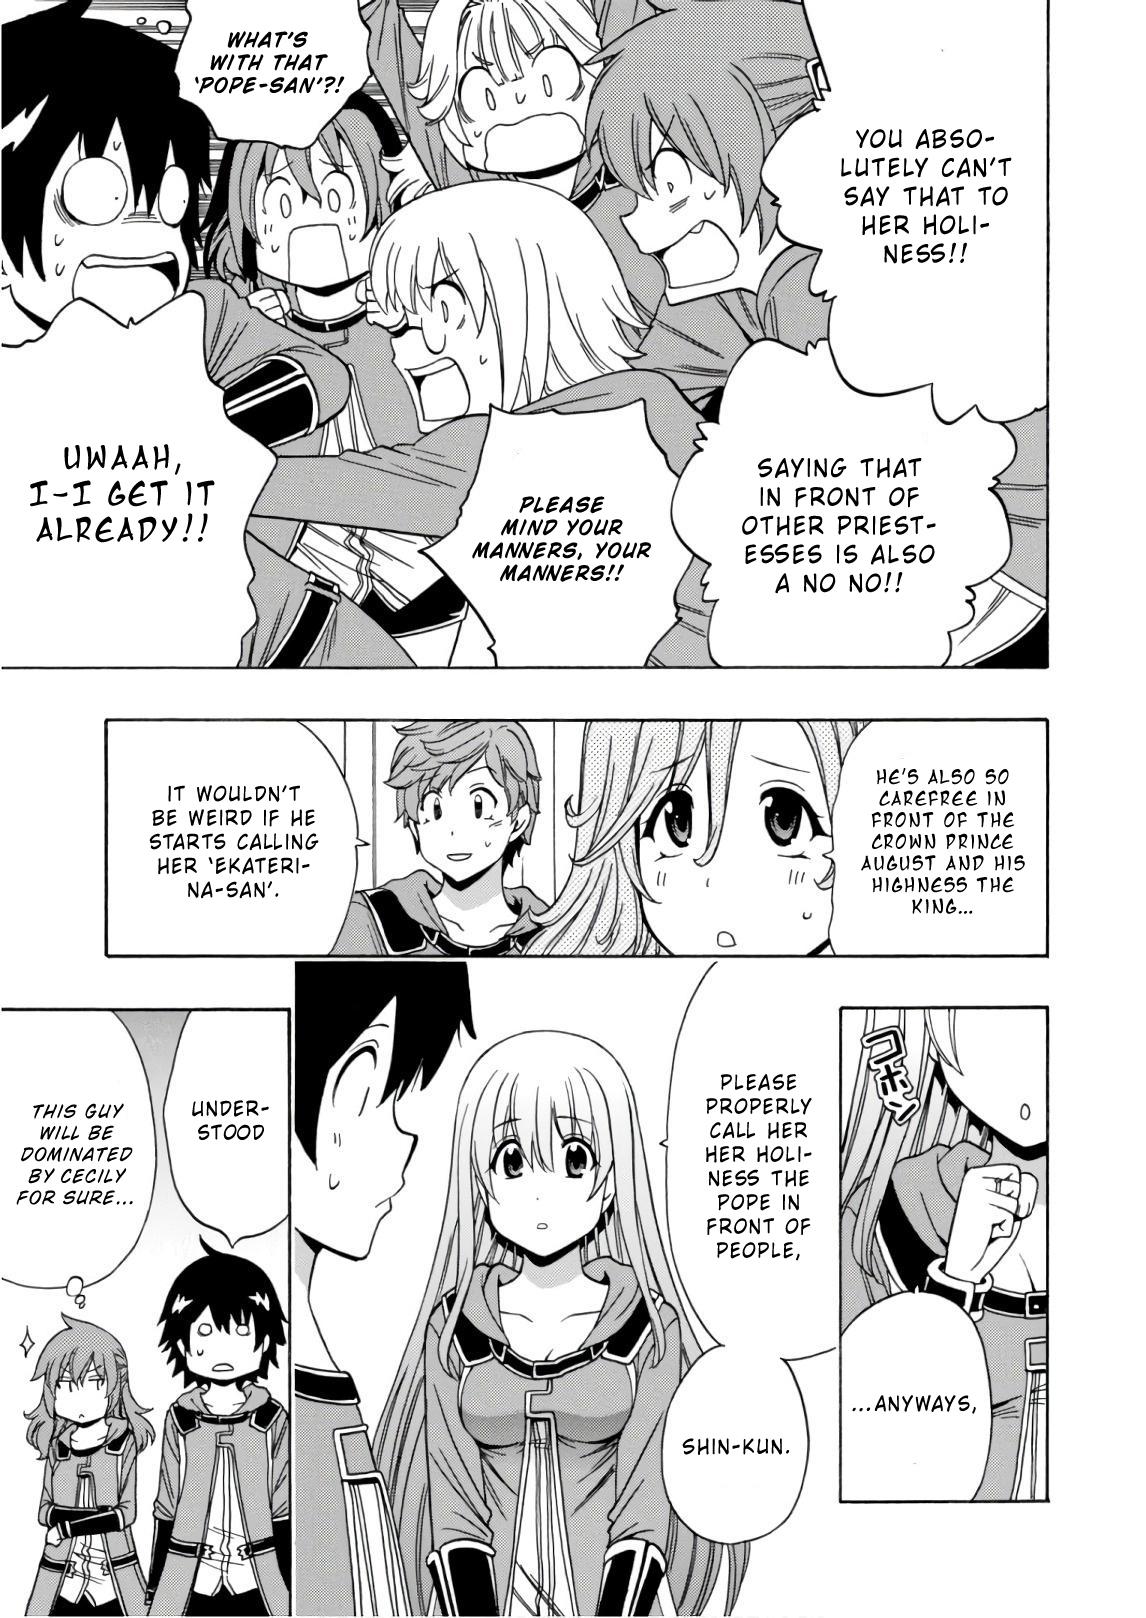 YOU ABSO-
LUTELY CAN'T
SAY THAT TO
HER HOLI-
NESS!!
WHAT'S
WITH THAT
'POPE-SAN'?!
SAYING THAT
IN FRONT OF
OTHER PRIEST-
ESSES IS ALSO
A NO NO!!
PLEASE
MIND YOUR
MANNERS, YOUR
MANNERS!!
UWAAH,
I-I GET IT
ALREADY!!
HE'S ALSO SO
CAREFREE IN
FRONT OF THE
CROWN PRINCE
AUGUST AND HIS
HIGHNESS THE
KING...
IT WOULDN'T
BE WEIRD IF HE
STARTS CALLING
HER 'EKATERI-
NA-SAN'.
コホン
...ANYWAYS,
SHIN-KUN.
PLEASE
PROPERLY
CALL HER
HER HOLI-
NESS THE
POPE IN
FRONT OF
PEOPLE,
UNDER-
STOOD
THIS GUY
WILL BE
DOMINATED
BY CECILY
FOR SURE...